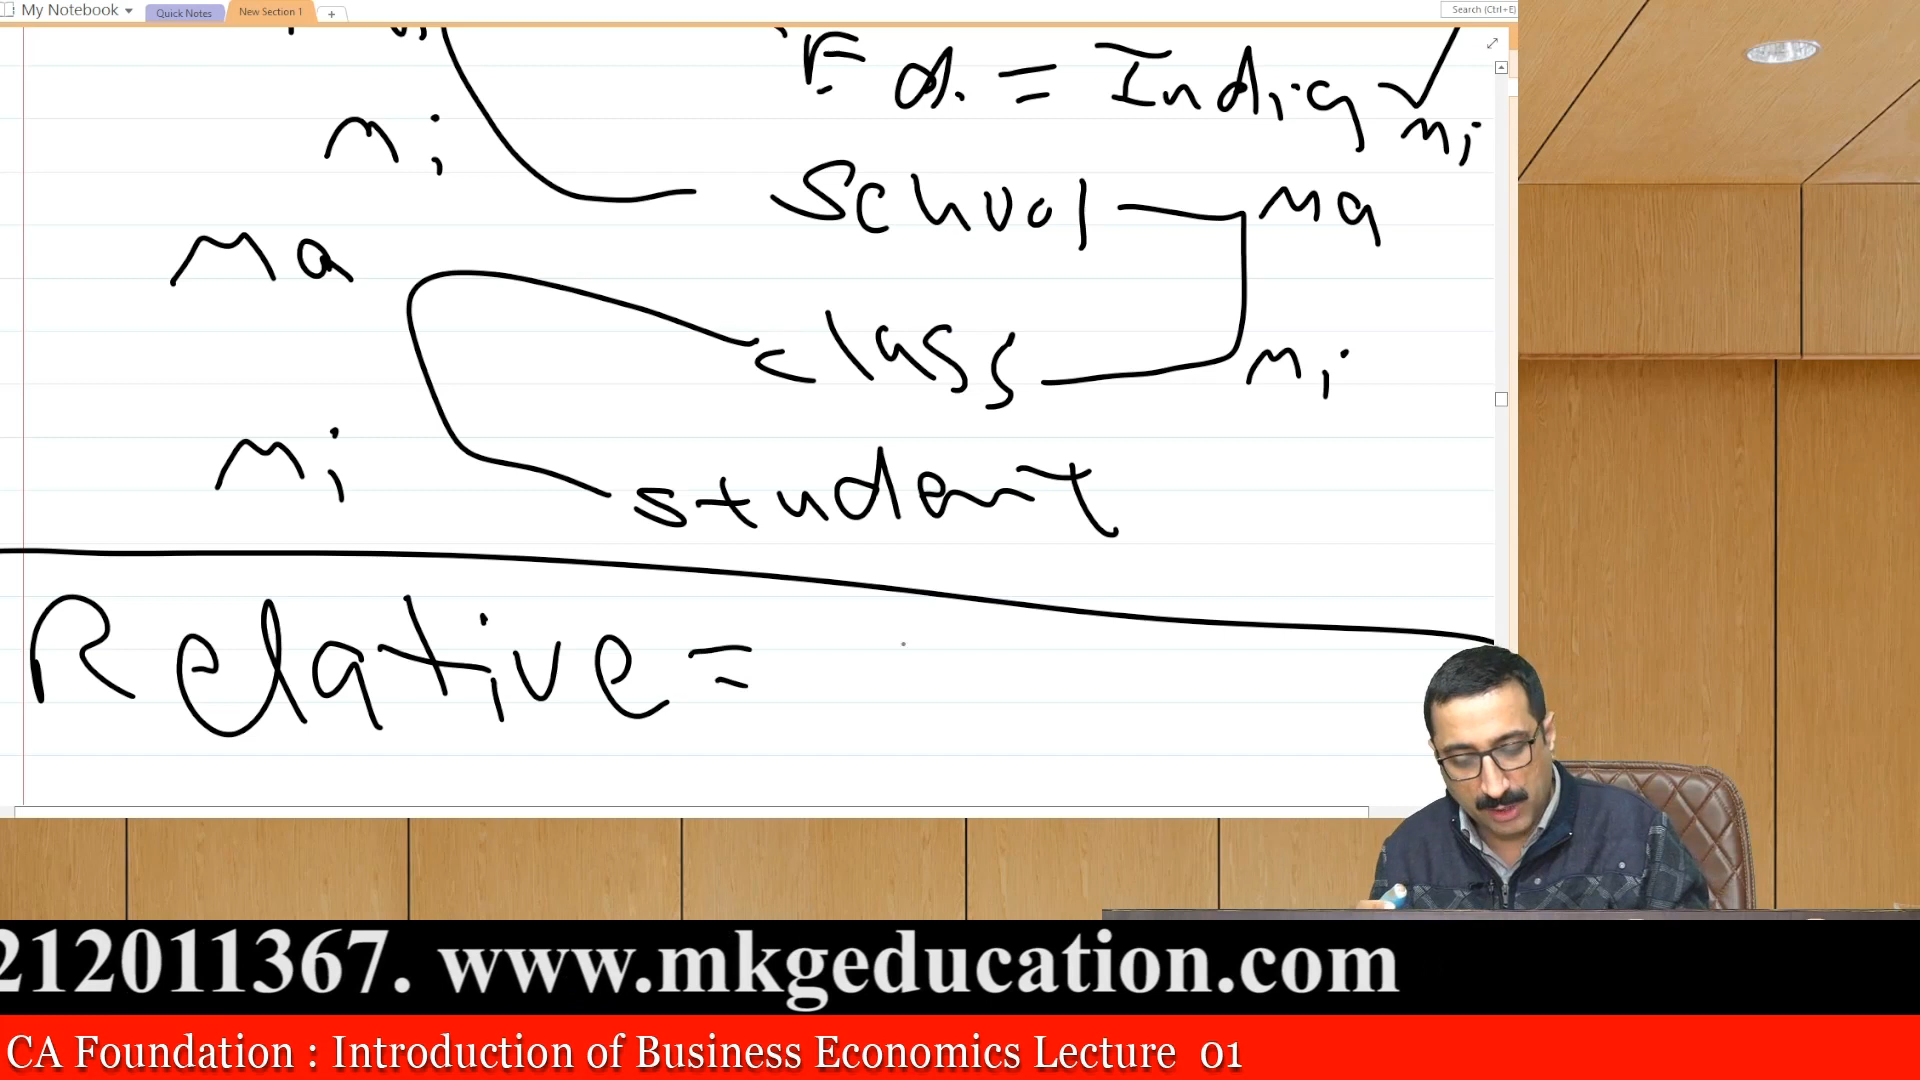 My Notebook
Quick Notes
New Section 1
+
Search (Ctrl+E)
Ed. = India ✓
Mi
Mi
School
Ma
Ma
class
Mi
Mi
student
Relative =
212011367. www.mkgeducation.com
CA Foundation : Introduction of Business Economics Lecture 01